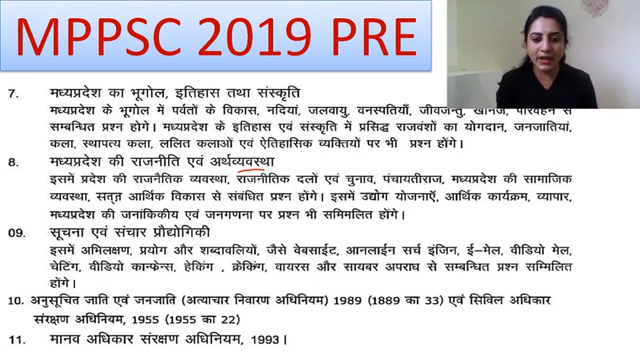 MPPSC 2019 PRE
7. मध्यप्रदेश का भूगोल, इतिहास तथा संस्कृति
मध्यप्रदेश के भूगोल में पर्वतों के विकास, नदियां, जलवायु, वनस्पतियाँ, जीवजन्तु, खनिज, परिवहन से
सम्बन्धित प्रश्न होगे। मध्यप्रदेश के इतिहास एवं संस्कृति में प्रसिद्ध राजवंशों का योगदान, जनजातियां,
कला, स्थापत्य कला, ललित कलाओं एवं ऐतिहासिक व्यक्तियों पर भी प्रश्न होंगे।
8. मध्यप्रदेश की राजनीति एवं अर्थव्यवस्था
इसमें प्रदेश की राजनैतिक व्यवस्था, राजनीतिक दलों एवं चुनाव, पंचायतीराज, मध्यप्रदेश की सामाजिक
व्यवस्था, सतृत् आर्थिक विकास से संबंधित प्रश्न होंगे। इसमें उद्योग योजनाएँ, आर्थिक कार्यक्रम, व्यापार,
मध्यप्रदेश की जनांकिकीय एवं जनगणना पर प्रश्न भी समिमलित होंगे।
09. सूचना एवं संचार प्रौद्योगिकी
इसमें अभिलक्षण, प्रयोग और शब्दावलियों, जैसे वेबसाईट, आनलाईन सर्च इंजिन, ई-मेल, वीडियो मेल,
चेटिंग, वीडियो कान्फेन्स, हेकिंग , क्रेकिंग, वायरस और सायबर अपराध से सम्बन्धित प्रश्न सम्मिलित
होंगे।
10. अनुसूचित जाति एवं जनजाति (अत्याचार निवारण अधिनियम) 1989 (1889 का 33) एवं सिविल अधिकार
संरक्षण अधिनियम, 1955 (1955 का 22)
11. मानव अधिकार संरक्षण अधिनियम, 1993।